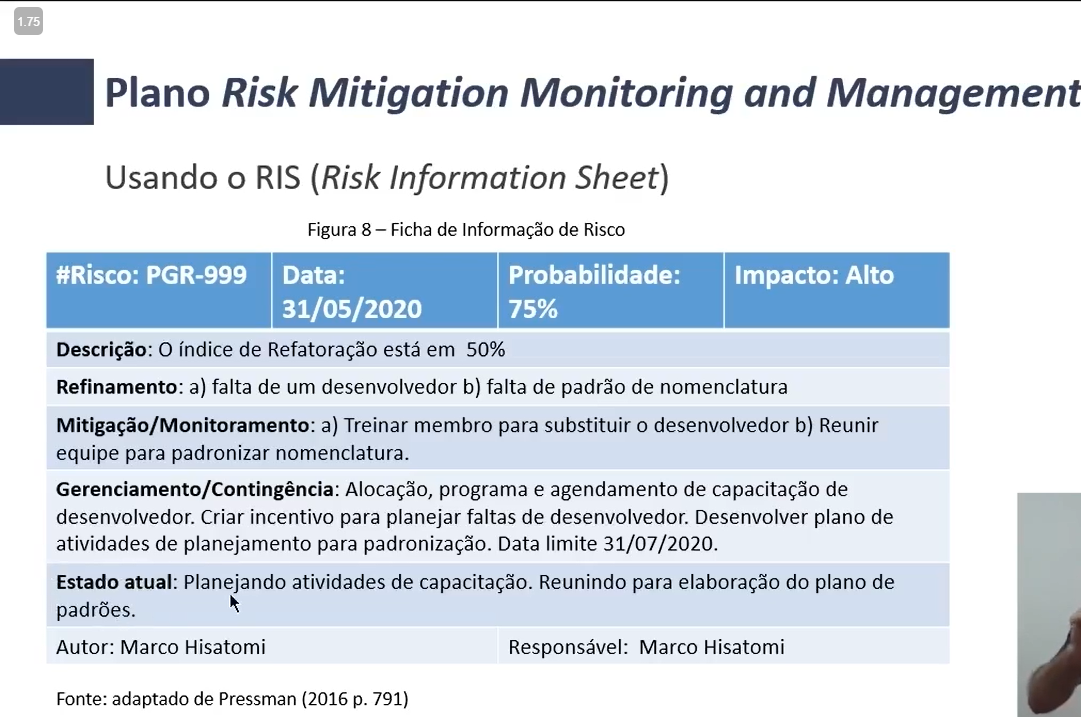 1.75
Plano Risk Mitigation Monitoring and Management
Usando o RIS (Risk Information Sheet)
Figura 8 – Ficha de Informação de Risco
#Risco: PGR-999
Data:
31/05/2020
Probabilidade:
75%
Impacto: Alto
Descrição: O índice de Refatoração está em 50%
Refinamento: a) falta de um desenvolvedor b) falta de padrão de nomenclatura
Mitigação/Monitoramento: a) Treinar membro para substituir o desenvolvedor b) Reunir
equipe para padronizar nomenclatura.
Gerenciamento/Contingência: Alocação, programa e agendamento de capacitação de
desenvolvedor. Criar incentivo para planejar faltas de desenvolvedor. Desenvolver plano de
atividades de planejamento para padronização. Data limite 31/07/2020.
Estado atual: Planejando atividades de capacitação. Reunindo para elaboração do plano de
padrões.
Autor: Marco Hisatomi
Responsável: Marco Hisatomi
Fonte: adaptado de Pressman (2016 p. 791)